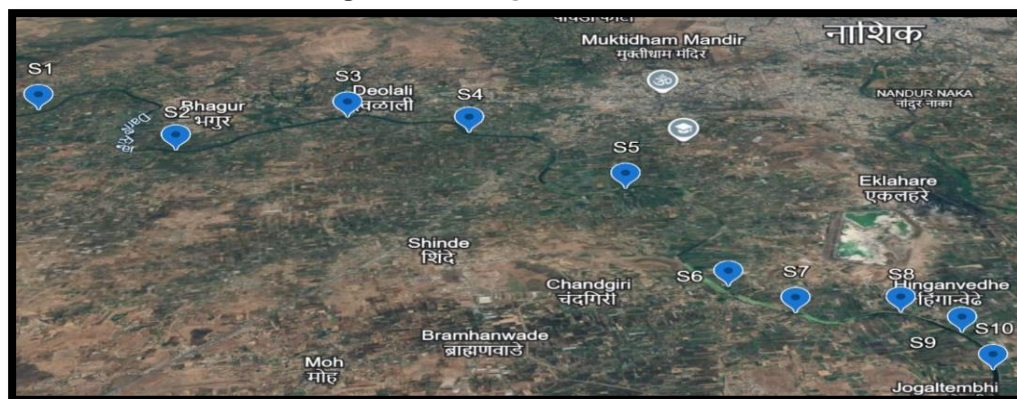 नाशिक
Muktidham Mandir
मुक्तीधाम मंदिर
S1
S3
Deolali
S4
NANDUR NAKA
नांदुर नाका
Bhagur
भगुर
S2
S5
Eklahare
एकलहरे
Shinde
शिंदे
S6
S7
S8
Chandgiri
चंदगिरी
Hinganvedhe
हिंगान्वेढे
S10
Bramhanwade
ब्राह्मणवाडे
S9
Moh
मोह
Jogaltembhi